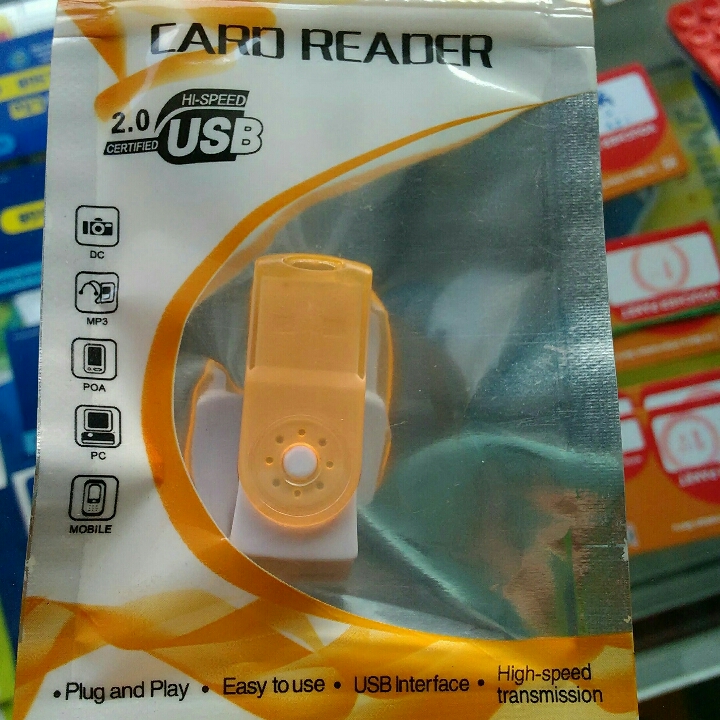 CARD READER
HI-SPEED
2.0
CERTIFIED
USB
DC
MP3
POA
PC
MOBILE
• Plug and Play • Easy to use • USB Interface • High-speed transmission